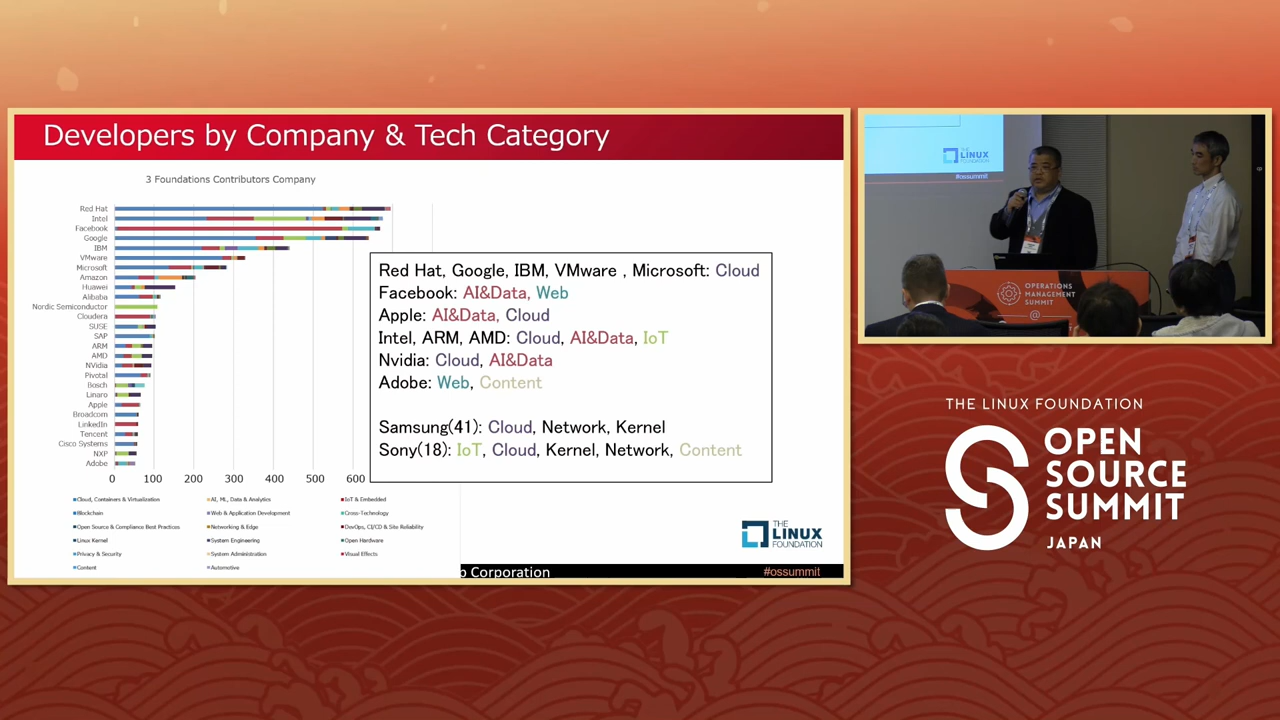 Developers by Company & Tech Category
3 Foundations Contributors Company
Red Hat
Intel
Facebook
Google
IBM
VMware
Microsoft
Amazon
Huawei
Alibaba
Nordic Semiconductor
Cloudera
SUSE
SAP
ARM
AMD
NVidia
Pivotal
Bosch
Linaro
Apple
Broadcom
LinkedIn
Tencent
Cisco Systems
NXP
Adobe
0 100 200 300 400 500 600
Cloud, Containers & Virtualization
AI, ML, Data & Analytics
IoT & Embedded
Blockchain
Web & Application Development
Cross-Technology
Open Source & Compliance Best Practices
Networking & Edge
DevOps, CI/CD & Site Reliability
Linux Kernel
System Engineering
Open Hardware
Privacy & Security
System Administration
Visual Effects
Content
Automotive
Red Hat, Google, IBM, VMware , Microsoft: Cloud
Facebook: AI&Data, Web
Apple: AI&Data, Cloud
Intel, ARM, AMD: Cloud, AI&Data, IoT
Nvidia: Cloud, AI&Data
Adobe: Web, Content
Samsung(41): Cloud, Network, Kernel
Sony(18): IoT, Cloud, Kernel, Network, Content
THE
LINUX
FOUNDATION
Corporation
#ossummit
THE
LINUX
FOUNDATION
#ossummit
OPERATIONS
MANAGEMENT
SUMMIT
@
THE LINUX FOUNDATION
OPEN
SOURCE
SUMMIT
JAPAN